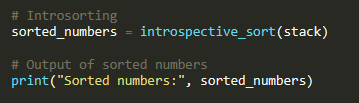 # Introsorting
sorted_numbers = introspective_sort(stack)
# Output of sorted numbers
print("Sorted numbers:", sorted_numbers)